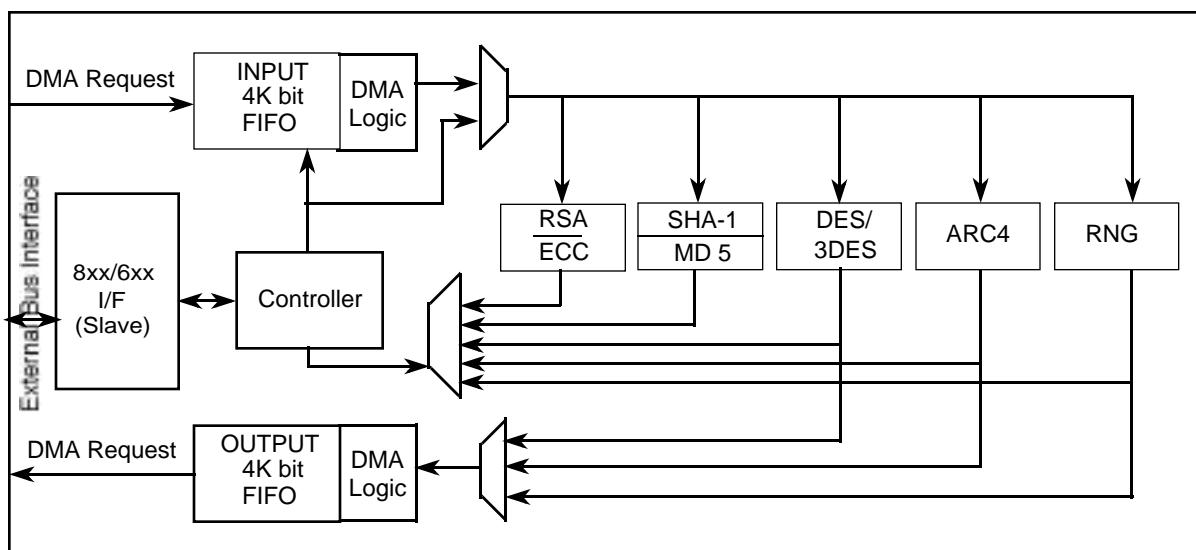 DMA Request
INPUT
4K bit
FIFO
DMA
Logic
External Bus Interface
8xx/6xx
I/F
(Slave)
Controller
RSA
ECC
SHA-1
MD 5
DES/
3DES
ARC4
RNG
DMA Request
OUTPUT
4K bit
FIFO
DMA
Logic